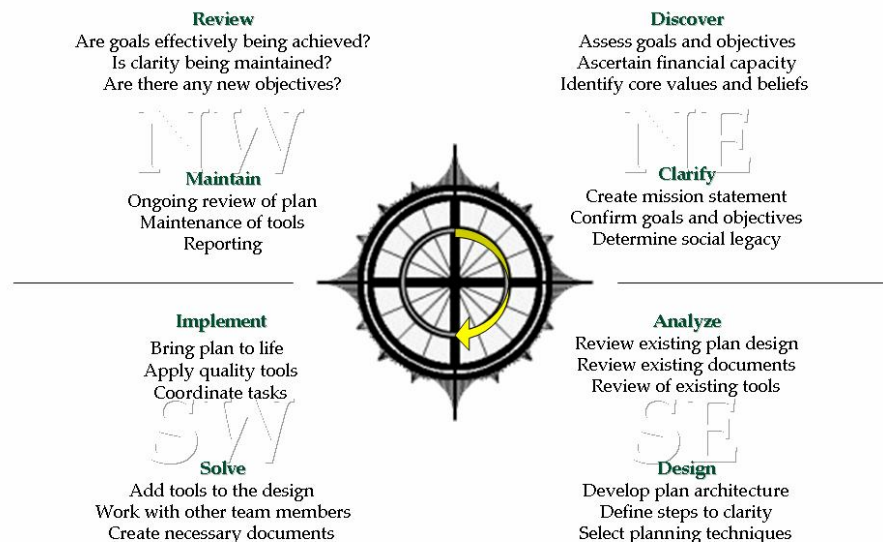 Review
Are goals effectively being achieved?
Is clarity being maintained?
Are there any new objectives?
NW
Maintain
Ongoing review of plan
Maintenance of tools
Reporting
Discover
Assess goals and objectives
Ascertain financial capacity
Identify core values and beliefs
NE
Clarify
Create mission statement
Confirm goals and objectives
Determine social legacy
Implement
Bring plan to life
Apply quality tools
Coordinate tasks
SW
Solve
Add tools to the design
Work with other team members
Create necessary documents
Analyze
Review existing plan design
Review existing documents
Review of existing tools
SE
Design
Develop plan architecture
Define steps to clarity
Select planning techniques